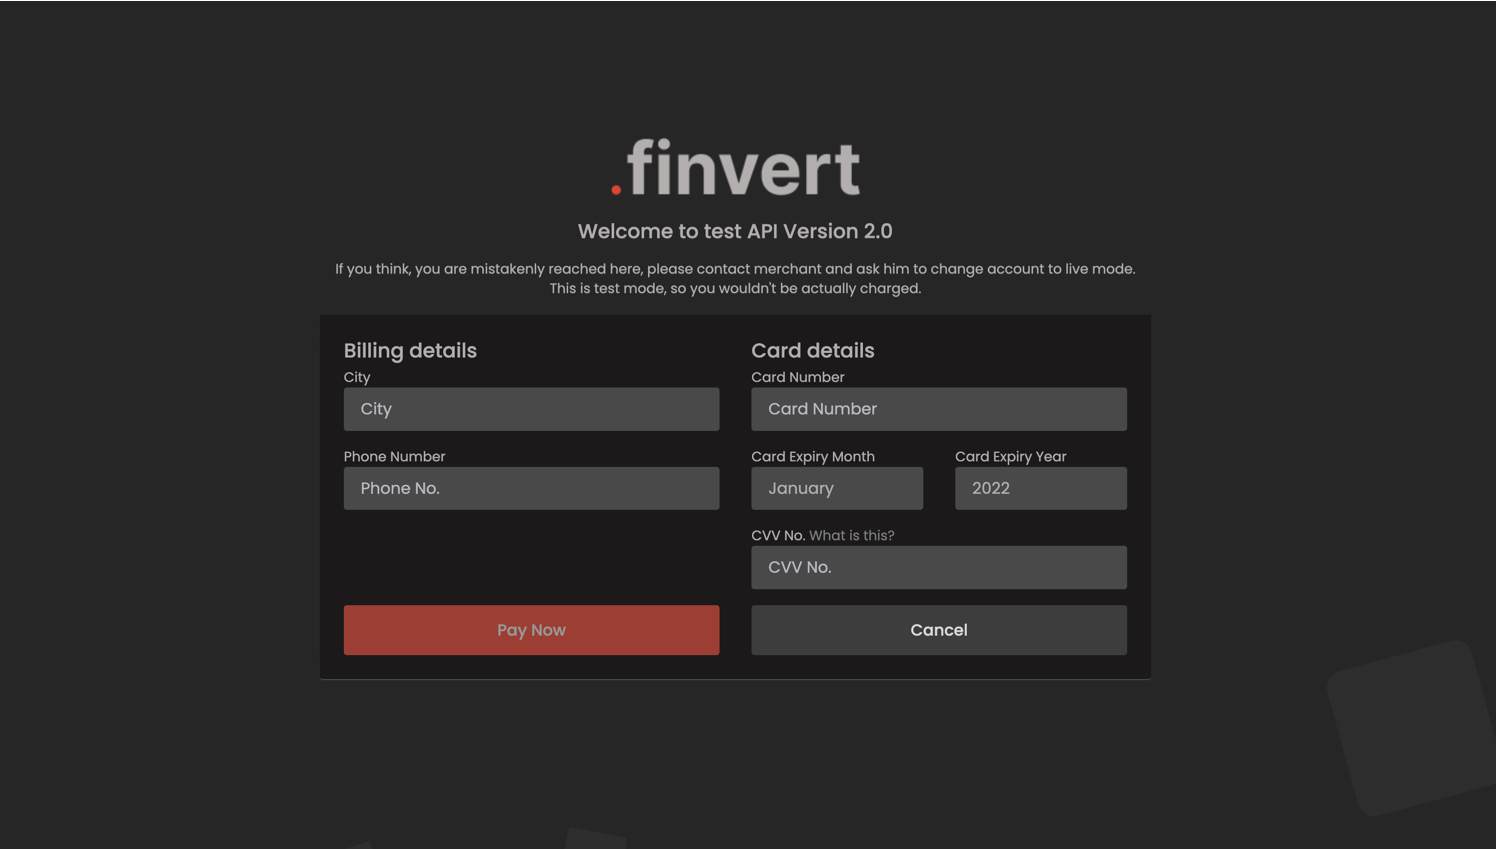 .finvert
Welcome to test API Version 2.0
If you think, you are mistakenly reached here, please contact merchant and ask him to change account to live mode.
This is test mode, so you wouldn't be actually charged.
Billing details
City
City
Phone Number
Phone No.
Card details
Card Number
Card Number
Card Expiry Month
January
Card Expiry Year
2022
CVV No. What is this?
CVV No.
Pay Now
Cancel